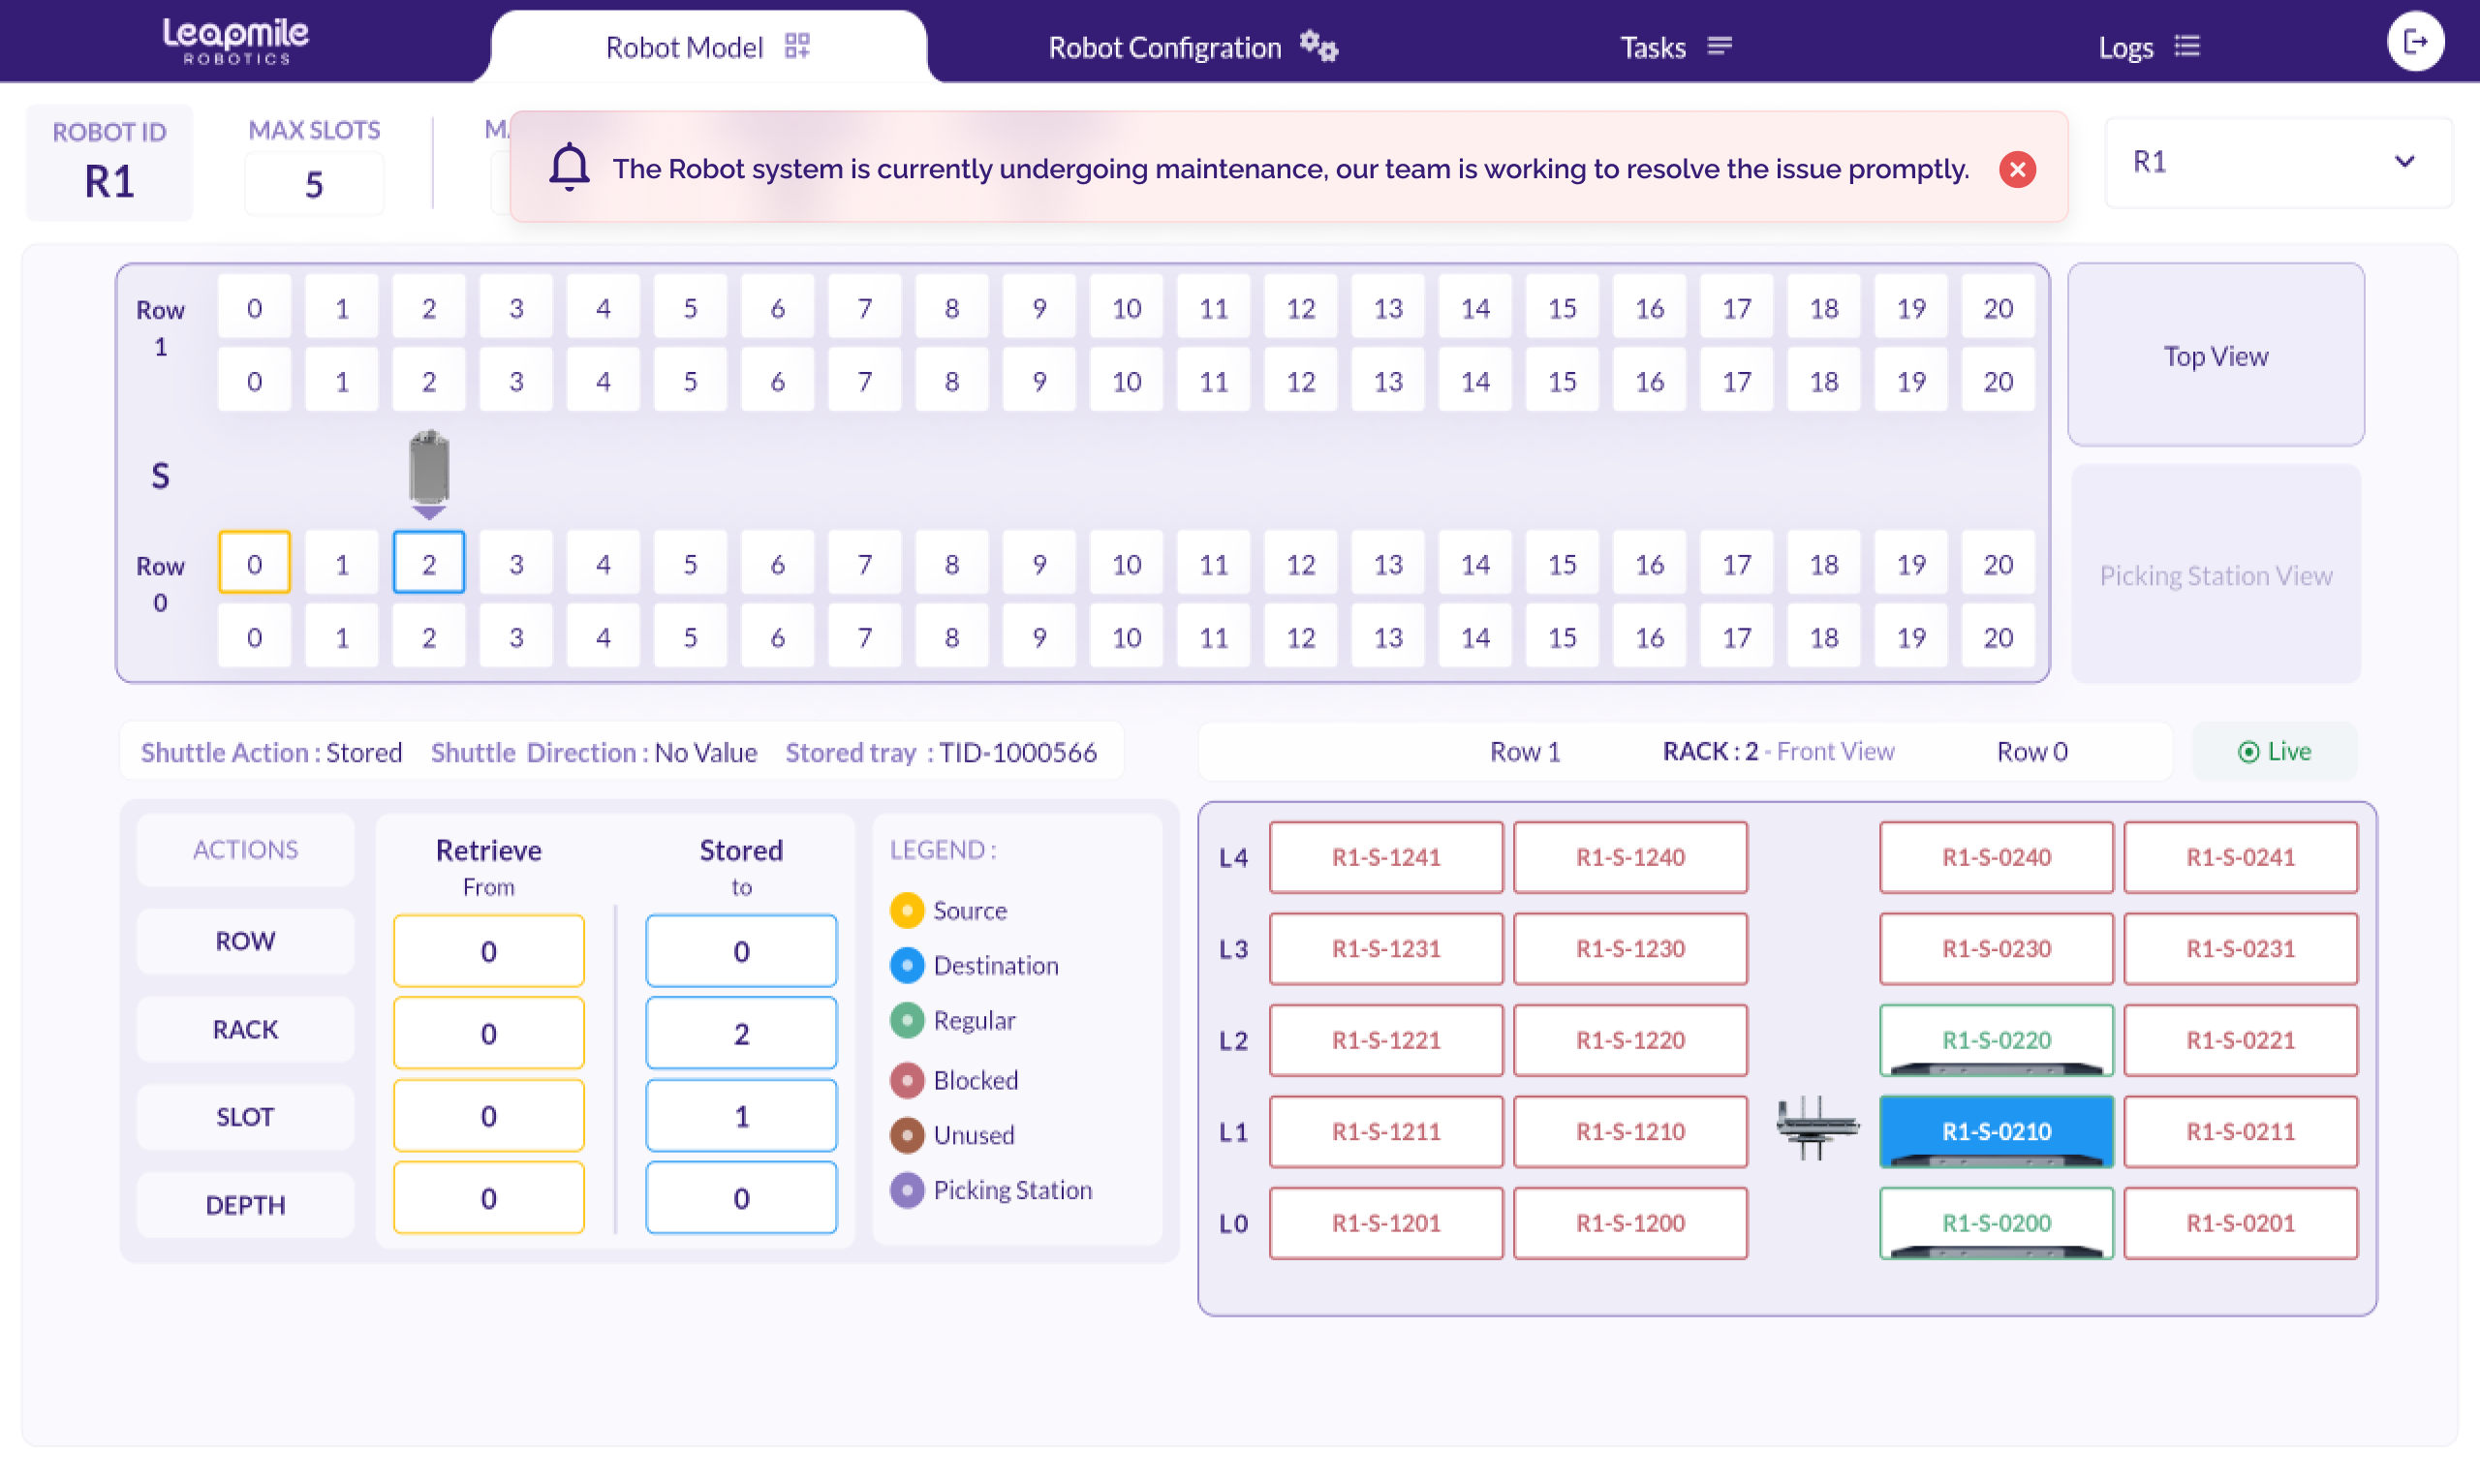 Leapmile
ROBOTICS
Robot Model
Robot Configration
Tasks
Logs
ROBOT ID
R1
MAX SLOTS
5
The Robot system is currently undergoing maintenance, our team is working to resolve the issue promptly.
R1
Row
1
0 1 2 3 4 5 6 7 8 9 10 11 12 13 14 15 16 17 18 19 20
0 1 2 3 4 5 6 7 8 9 10 11 12 13 14 15 16 17 18 19 20
S
Row
0
0 1 2 3 4 5 6 7 8 9 10 11 12 13 14 15 16 17 18 19 20
0 1 2 3 4 5 6 7 8 9 10 11 12 13 14 15 16 17 18 19 20
Top View
Picking Station View
Shuttle Action : Stored Shuttle Direction : No Value Stored tray : TID-1000566
Row 1 RACK : 2 - Front View Row 0
Live
ACTIONS
ROW
RACK
SLOT
DEPTH
Retrieve
From
0
0
0
0
Stored
to
0
2
1
0
LEGEND :
Source
Destination
Regular
Blocked
Unused
Picking Station
L4 R1-S-1241 R1-S-1240 R1-S-0240 R1-S-0241
L3 R1-S-1231 R1-S-1230 R1-S-0230 R1-S-0231
L2 R1-S-1221 R1-S-1220 R1-S-0220 R1-S-0221
L1 R1-S-1211 R1-S-1210 R1-S-0210 R1-S-0211
L0 R1-S-1201 R1-S-1200 R1-S-0200 R1-S-0201